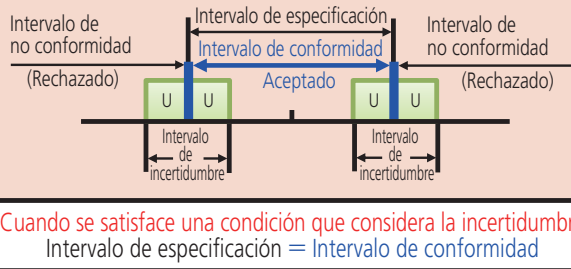 Intervalo de especificación
Intervalo de
no conformidad
(Rechazado)
Intervalo de conformidad
Aceptado
Intervalo de
no conformidad
(Rechazado)
U U
U U
Intervalo
de
incertidumbre
Intervalo
de
incertidumbre
Cuando se satisface una condición que considera la incertidumbr
Intervalo de especificación = Intervalo de conformidad